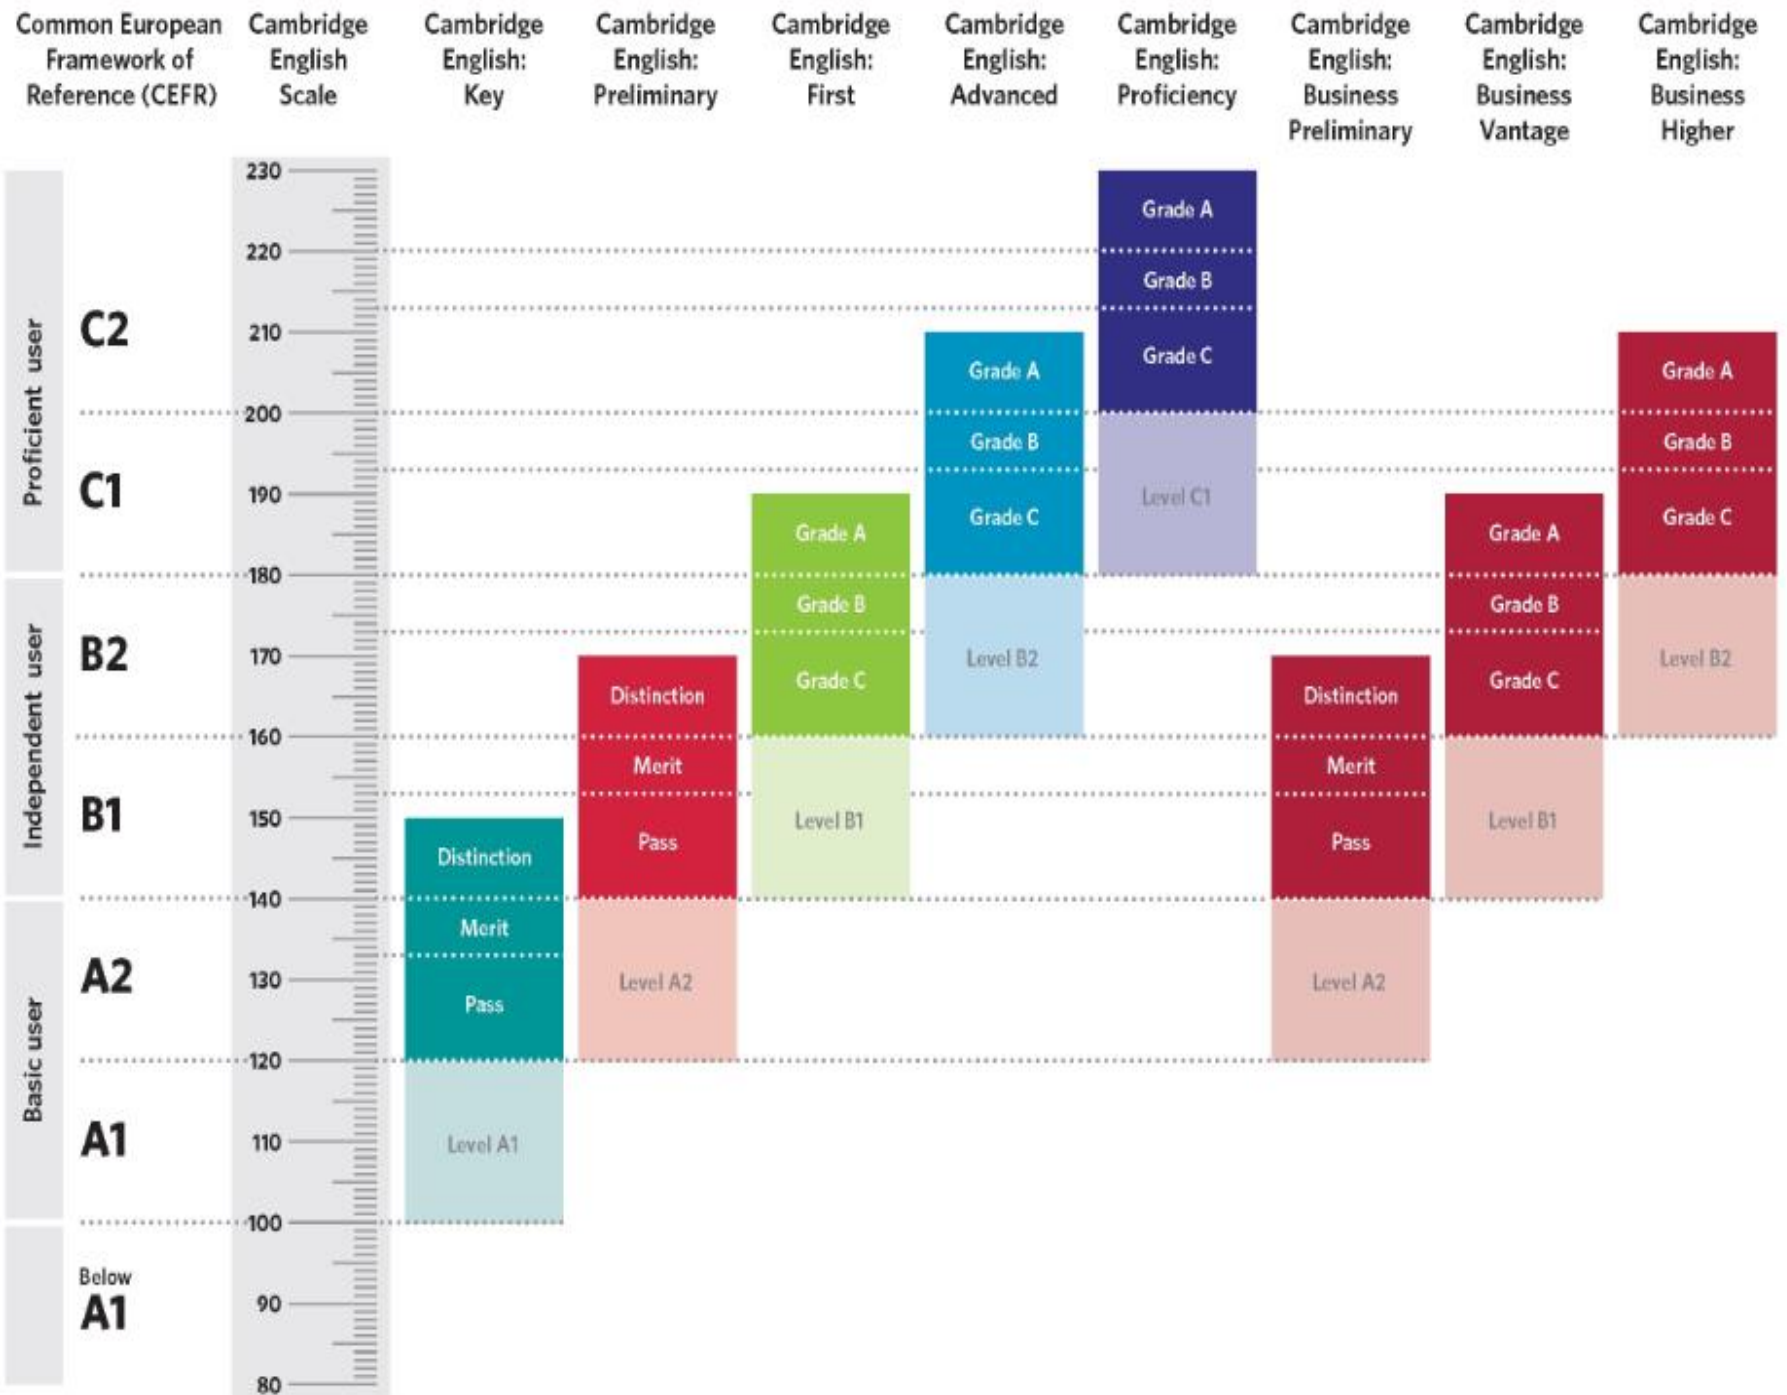 Common European
Framework of
Reference (CEFR)
Cambridge
English
Scale
Cambridge
English:
Key
Cambridge
English:
Preliminary
Cambridge
English:
First
Cambridge
English:
Advanced
Cambridge
English:
Proficiency
Cambridge
English:
Business
Preliminary
Cambridge
English:
Business
Vantage
Cambridge
English:
Business
Higher
Proficient user
Independent user
Basic user
C2
C1
B2
B1
A2
A1
Below
A1
230
220
210
200
190
180
170
160
150
140
130
120
110
100
90
80
Distinction
Merit
Pass
Level A1
Distinction
Merit
Pass
Level A2
Grade A
Grade B
Grade C
Level B1
Grade A
Grade B
Grade C
Level B2
Grade A
Grade B
Grade C
Level C1
Distinction
Merit
Pass
Level A2
Grade A
Grade B
Grade C
Level B1
Grade A
Grade B
Grade C
Level B2